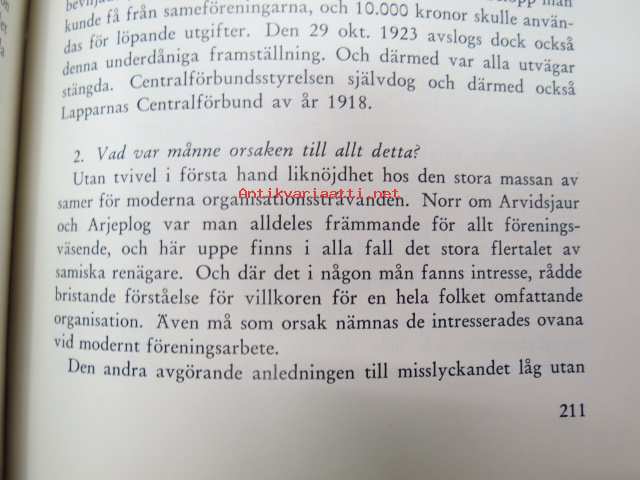 kunde få från sameföreningarna, och 10.000 kronor skulle använ-
das för löpande utgifter. Den 29 okt. 1923 avslogs dock också
denna underdåniga framställning. Och därmed var alla utvägar
stängda. Centralförbundsstyrelsen självdog och därmed också
Lapparnas Centralförbund av år 1918.
2. Vad var månne orsaken till allt detta?
Utan tvivel i första hand liknöjdhet hos den stora massan av
samer för moderna organisationssträvanden. Norr om Arvidsjaur
Antikvariaatti.net
och Arjeplog var man alldeles främmande för allt förenings-
väsende, och här uppe finns i alla fall det stora flertalet av
samiska renägare. Och där det i någon mån fanns intresse, rådde
bristande förståelse för villkoren för en hela folket omfattande
organisation. Även må som orsak nämnas de intresserades ovana
vid modernt föreningsarbete.
Den andra avgörande anledningen till misslyckandet låg utan
211